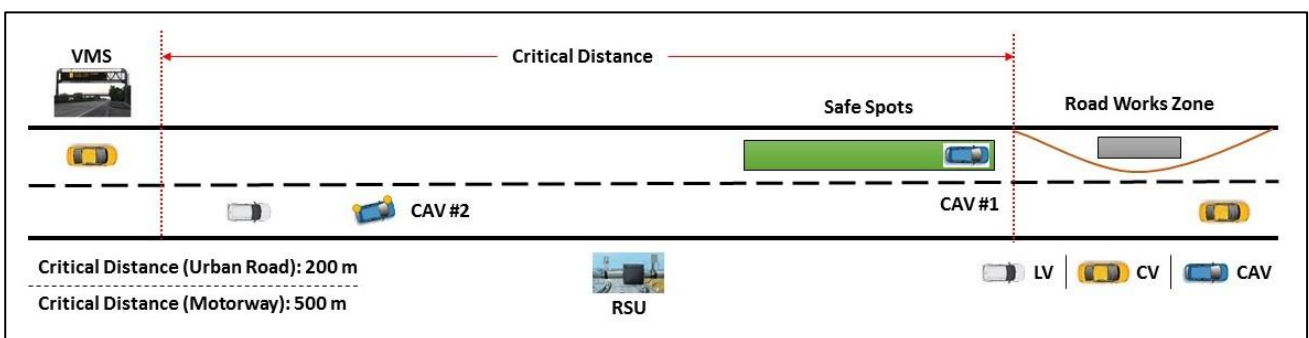 VMS
Critical Distance
Safe Spots
Road Works Zone
CAV #2
CAV #1
Critical Distance (Urban Road): 200 m
Critical Distance (Motorway): 500 m
RSU
LV
CV
CAV